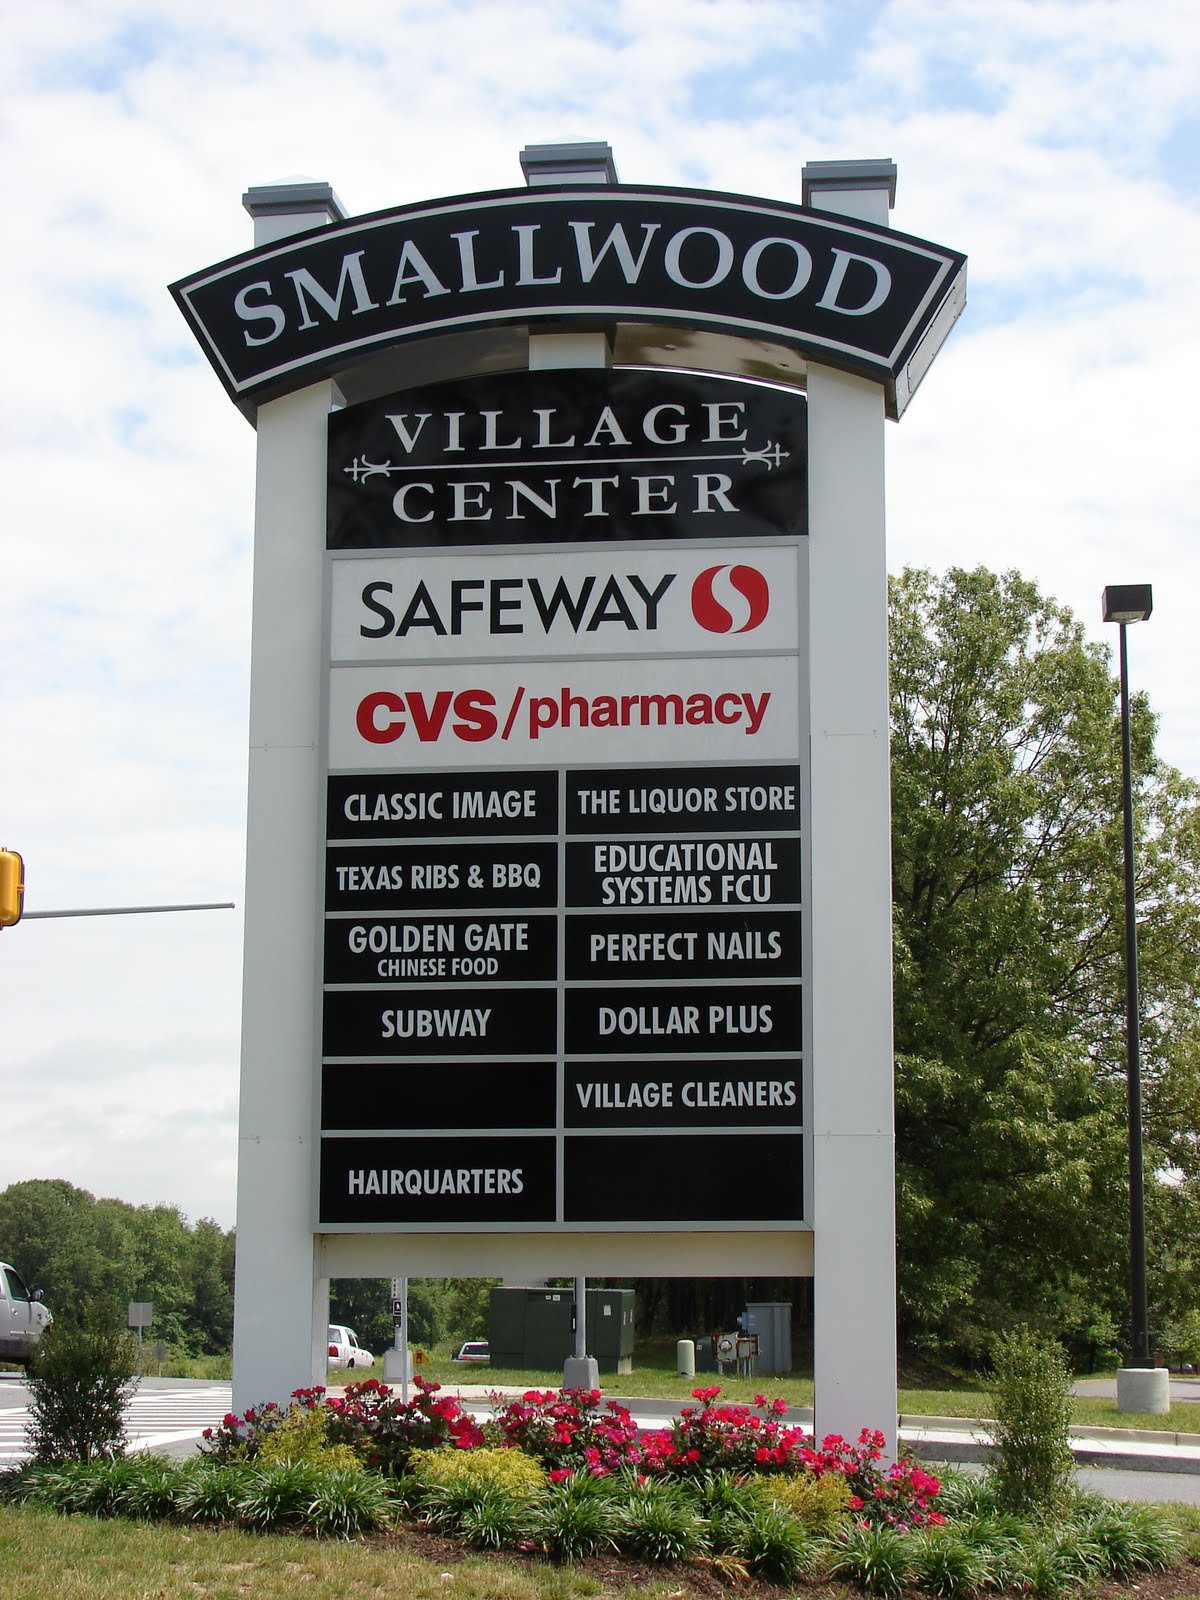 SMALLWOOD
VILLAGE
CENTER
SAFEWAY
CVS/pharmacy
CLASSIC IMAGE
THE LIQUOR STORE
TEXAS RIBS & BBQ
EDUCATIONAL
SYSTEMS FCU
GOLDEN GATE
CHINESE FOOD
PERFECT NAILS
SUBWAY
DOLLAR PLUS
VILLAGE CLEANERS
HAIRQUARTERS